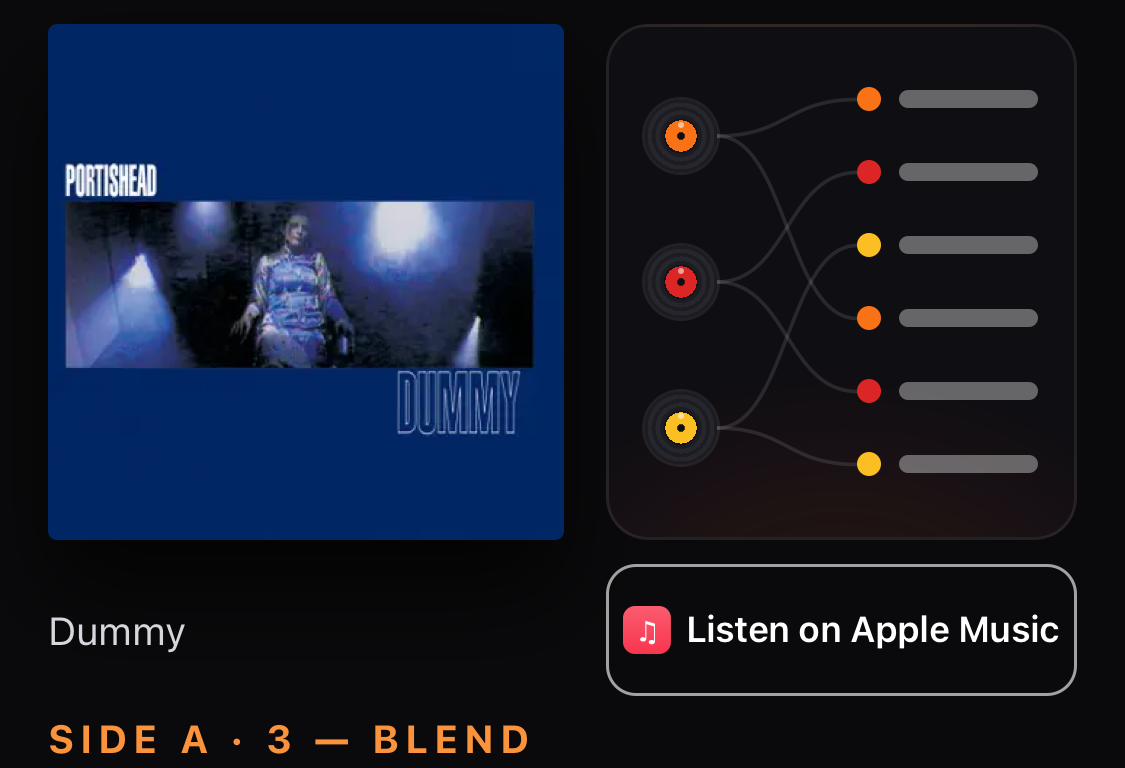 PORTISHEAD
DUMMY
Dummy
Listen on Apple Music
SIDE A · 3 — BLEND